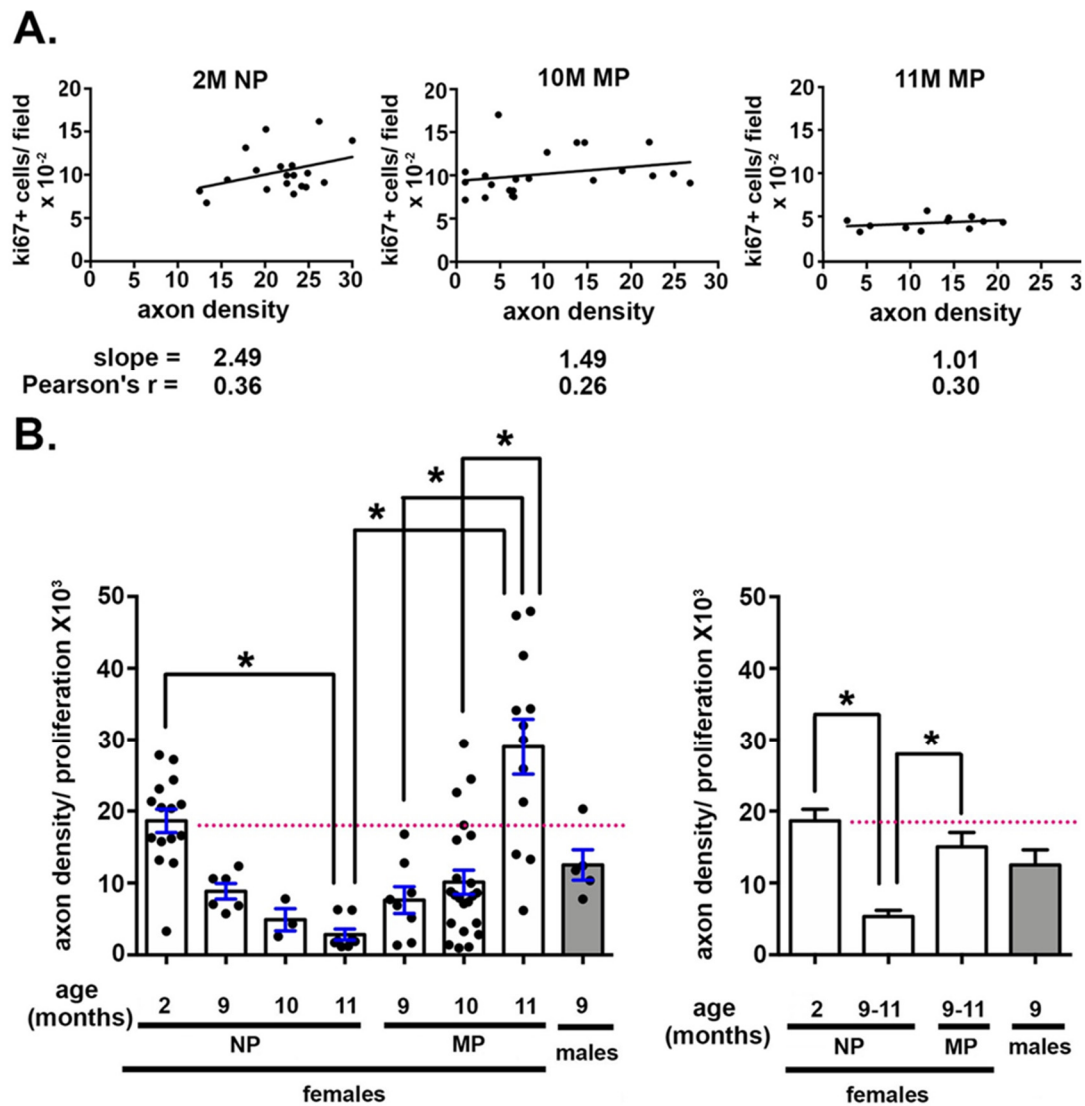 A.
2M NP
10M MP
11M MP
ki67+ cells/ field
x 10⁻²
20
15
10
5
0
0 5 10 15 20 25 30
axon density
ki67+ cells/ field
x 10⁻²
20
15
10
5
0
0 5 10 15 20 25 30
axon density
ki67+ cells/ field
x 10⁻²
20
15
10
5
0
0 5 10 15 20 25 3
axon density
slope = 2.49 1.49 1.01
Pearson's r = 0.36 0.26 0.30
B.
*
*
*
*
axon density/ proliferation X10³
50
40
30
20
10
0
age
(months)
2 9 10 11 9 10 11 9
NP MP males
females
*
*
axon density/ proliferation X10³
50
40
30
20
10
0
age
(months)
2 9-11 9-11 9
NP MP males
females